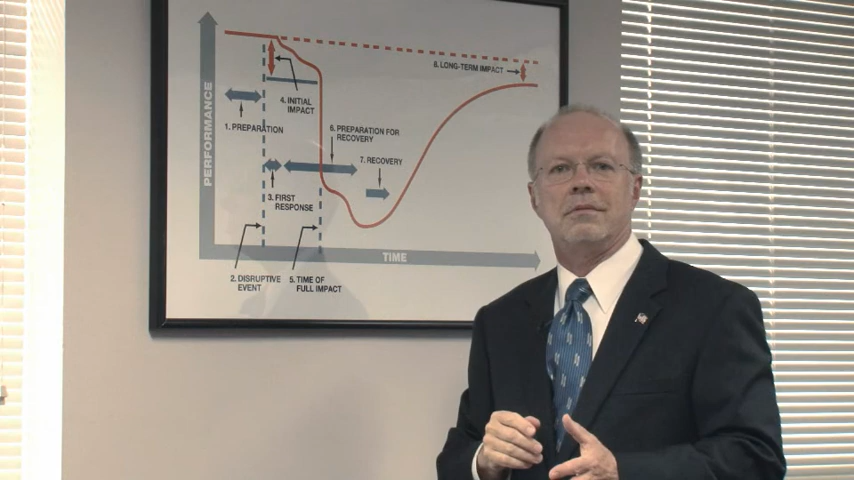 PERFORMANCE
8. LONG-TERM IMPACT
4. INITIAL
IMPACT
1. PREPARATION
6. PREPARATION FOR
RECOVERY
7. RECOVERY
3. FIRST
RESPONSE
TIME
2. DISRUPTIVE
EVENT
5. TIME OF
FULL IMPACT